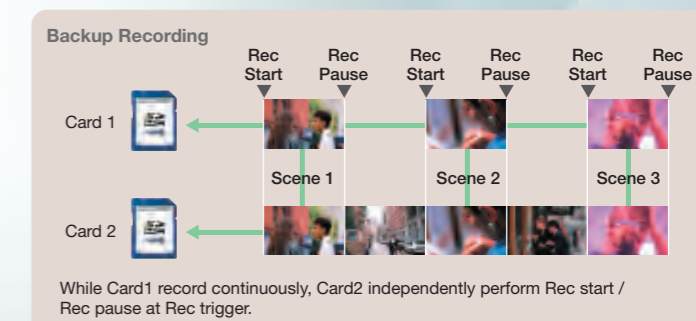 Backup Recording
Rec Start
Rec Pause
Rec Start
Rec Pause
Rec Start
Rec Pause
Card 1
Scene 1
Scene 2
Scene 3
Card 2
While Card1 record continuously, Card2 independently perform Rec start /
Rec pause at Rec trigger.